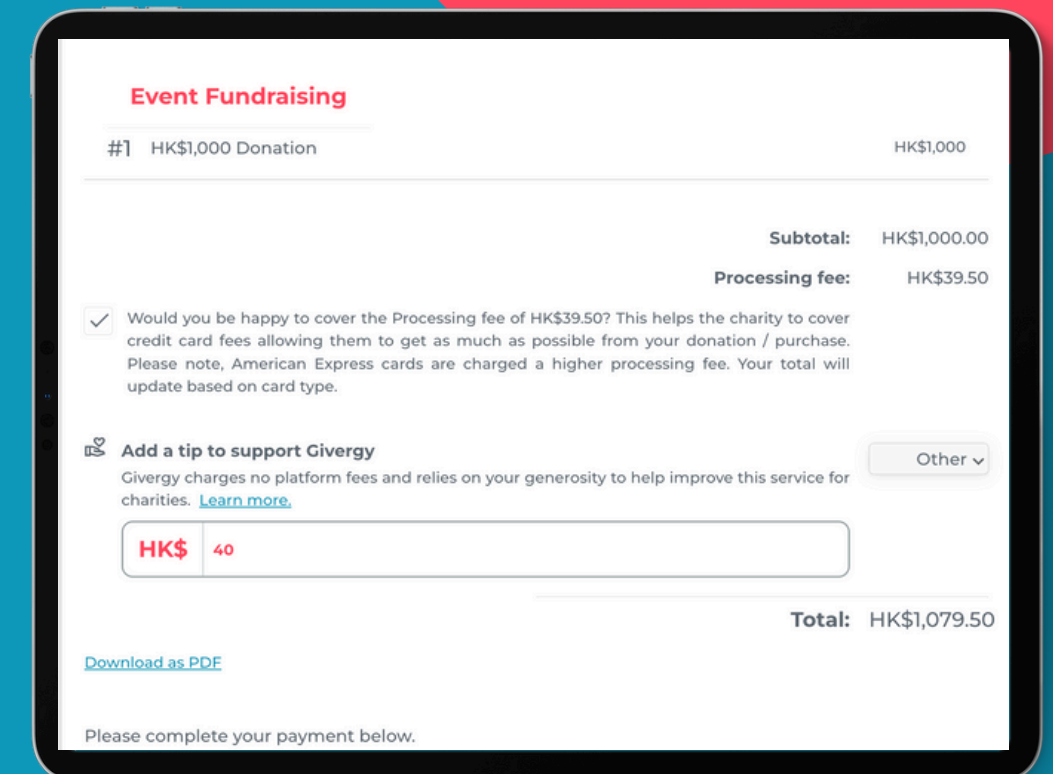 Event Fundraising
#1 HK$1,000 Donation HK$1,000
Subtotal: HK$1,000.00
Processing fee: HK$39.50
Would you be happy to cover the Processing fee of HK$39.50? This helps the charity to cover
credit card fees allowing them to get as much as possible from your donation / purchase.
Please note, American Express cards are charged a higher processing fee. Your total will
update based on card type.
Add a tip to support Givergy
Other
Givergy charges no platform fees and relies on your generosity to help improve this service for
charities. Learn more.
HK$ 40
Total: HK$1,079.50
Download as PDF
Please complete your payment below.